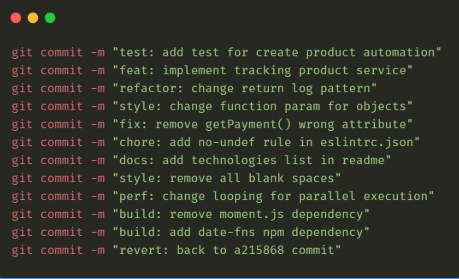 git commit -m "test: add test for create product automation"
git commit -m "feat: implement tracking product service"
git commit -m "refactor: change return log pattern"
git commit -m "style: change function param for objects"
git commit -m "fix: remove getPayment() wrong attribute"
git commit -m "chore: add no-undef rule in eslintrc.json"
git commit -m "docs: add technologies list in readme"
git commit -m "style: remove all blank spaces"
git commit -m "perf: change looping for parallel execution"
git commit -m "build: remove moment.js dependency"
git commit -m "build: add date-fns npm dependency"
git commit -m "revert: back to a215868 commit"